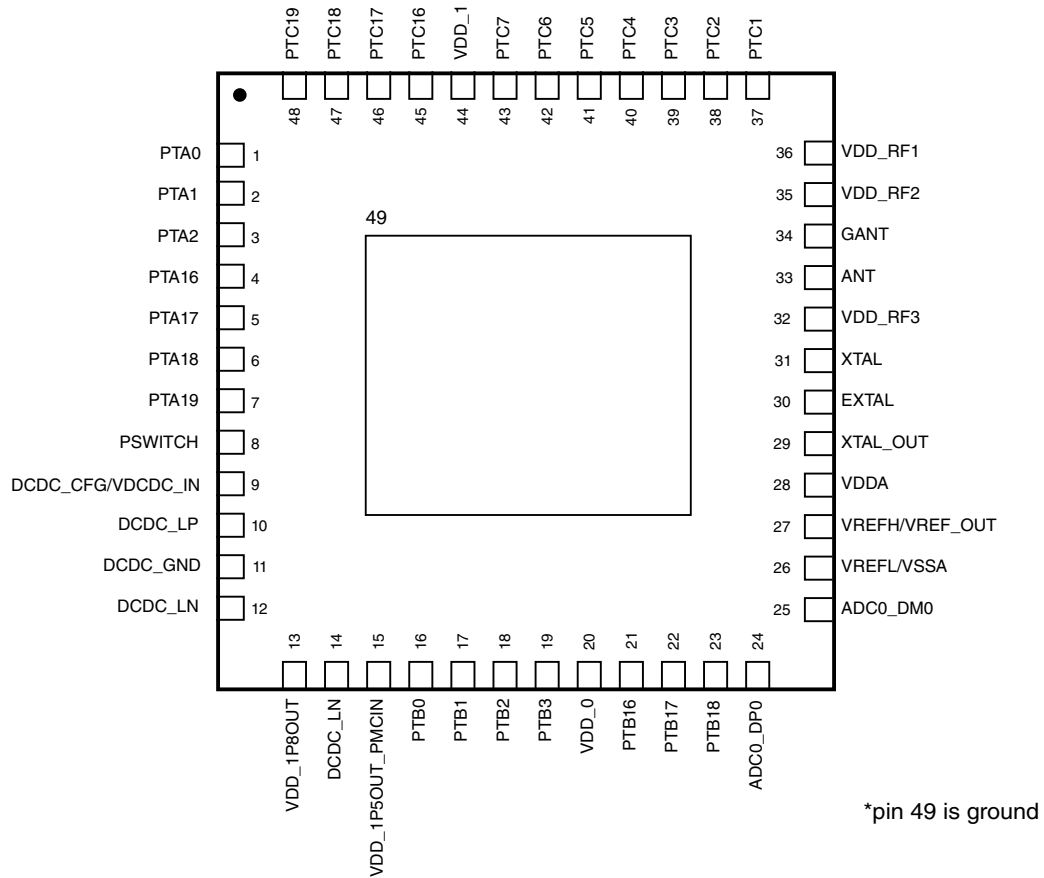 PTC19
PTC18
PTC17
PTC16
VDD_1
PTC7
PTC6
PTC5
PTC4
PTC3
PTC2
PTC1
48
47
46
45
44
43
42
41
40
39
38
37
PTA0 1
PTA1 2
PTA2 3
PTA16 4
PTA17 5
PTA18 6
PTA19 7
PSWITCH 8
DCDC_CFG/VDCDC_IN 9
DCDC_LP 10
DCDC_GND 11
DCDC_LN 12
49
36 VDD_RF1
35 VDD_RF2
34 GANT
33 ANT
32 VDD_RF3
31 XTAL
30 EXTAL
29 XTAL_OUT
28 VDDA
27 VREFH/VREF_OUT
26 VREFL/VSSA
25 ADC0_DM0
13
14
15
16
17
18
19
20
21
22
23
24
VDD_1P8OUT
DCDC_LN
VDD_1P5OUT_PMCIN
PTB0
PTB1
PTB2
PTB3
VDD_0
PTB16
PTB17
PTB18
ADC0_DP0
*pin 49 is ground